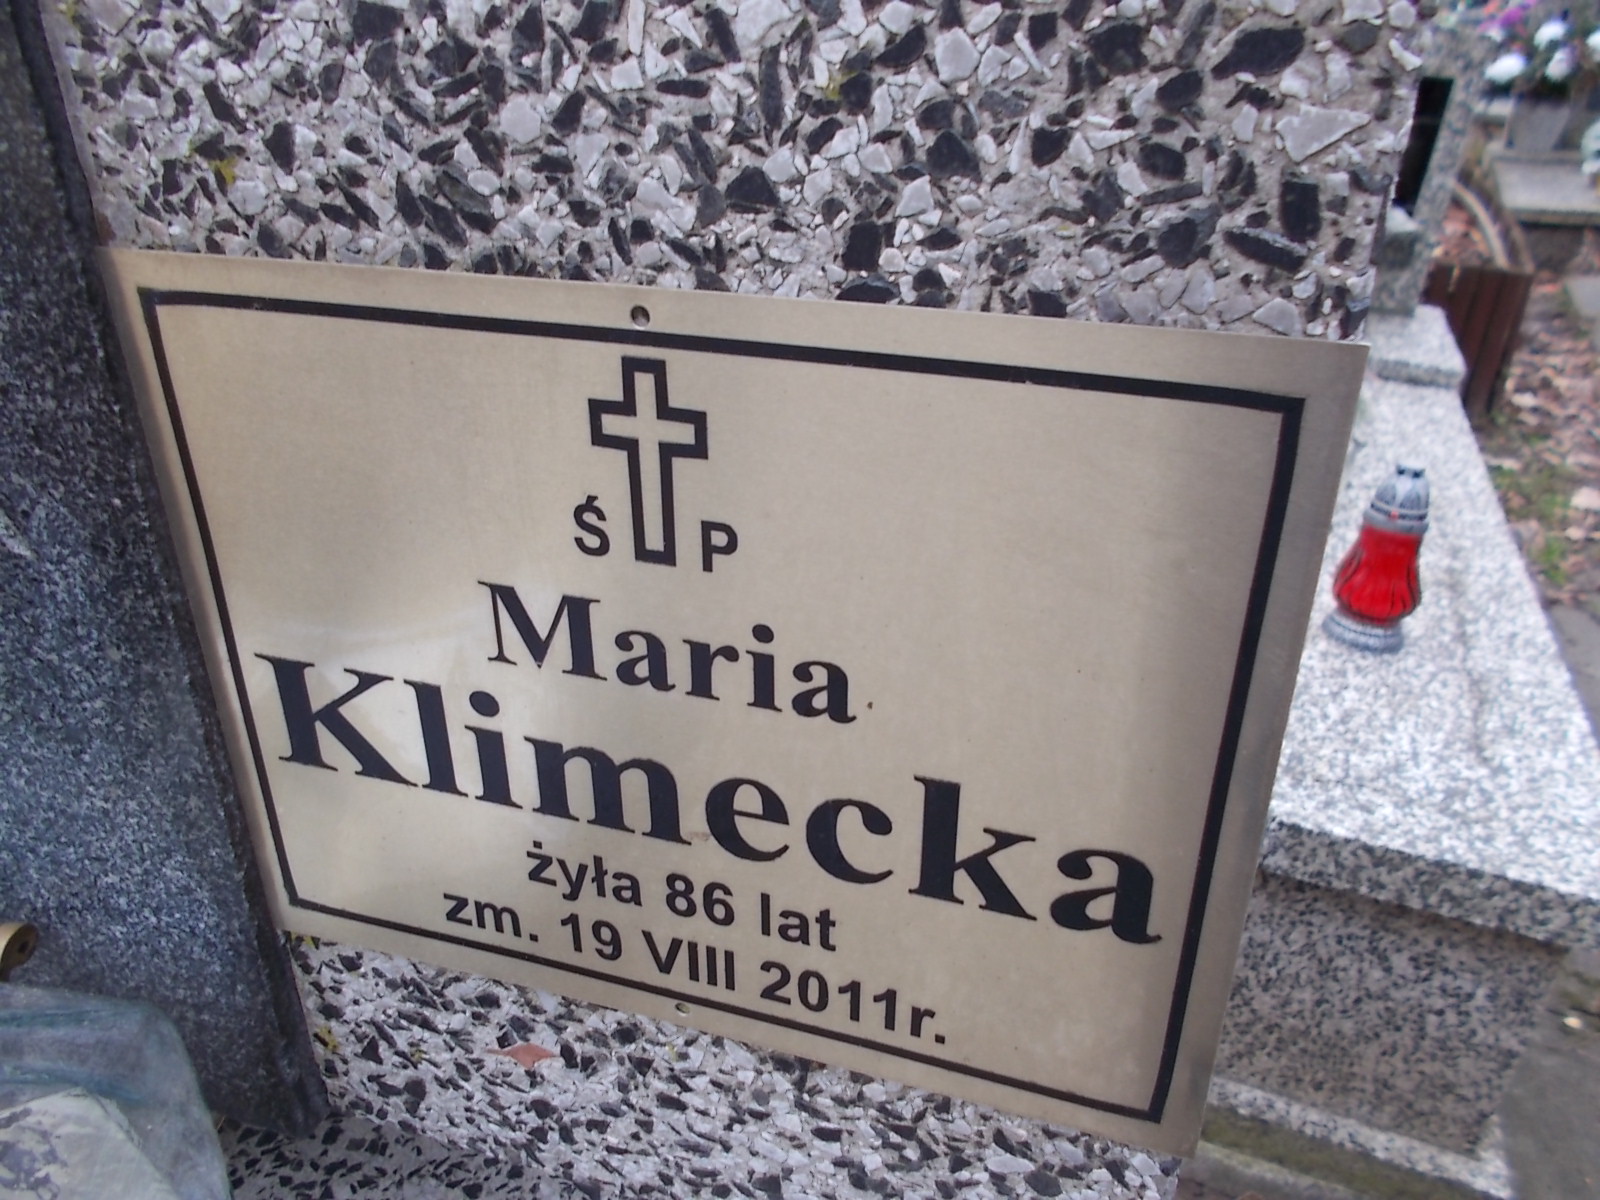 Ś P
Maria
Klimecka
żyła 86 lat
zm. 19 VIII 2011r.